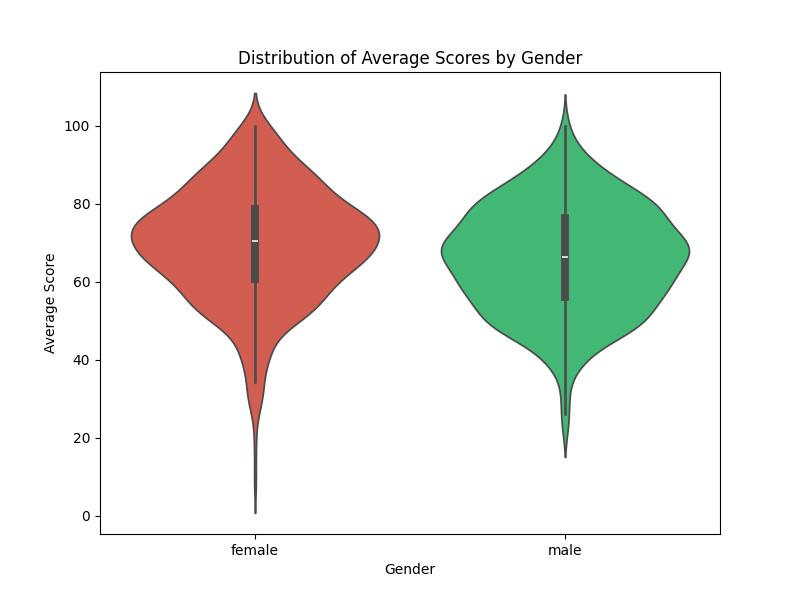 Distribution of Average Scores by Gender
Average Score
100
80
60
40
20
0
female
male
Gender